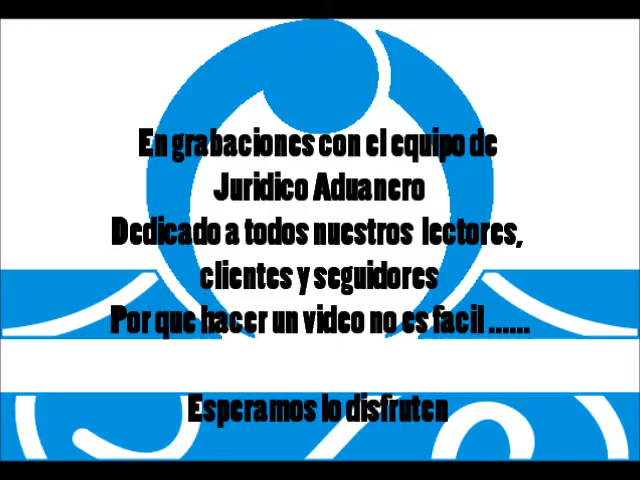 En grabaciones con el equipo de
Juridico Aduanero
Dedicado a todos nuestros lectores,
clientes y seguidores
Por que hacer un video no es facil ......
Esperamos lo disfruten